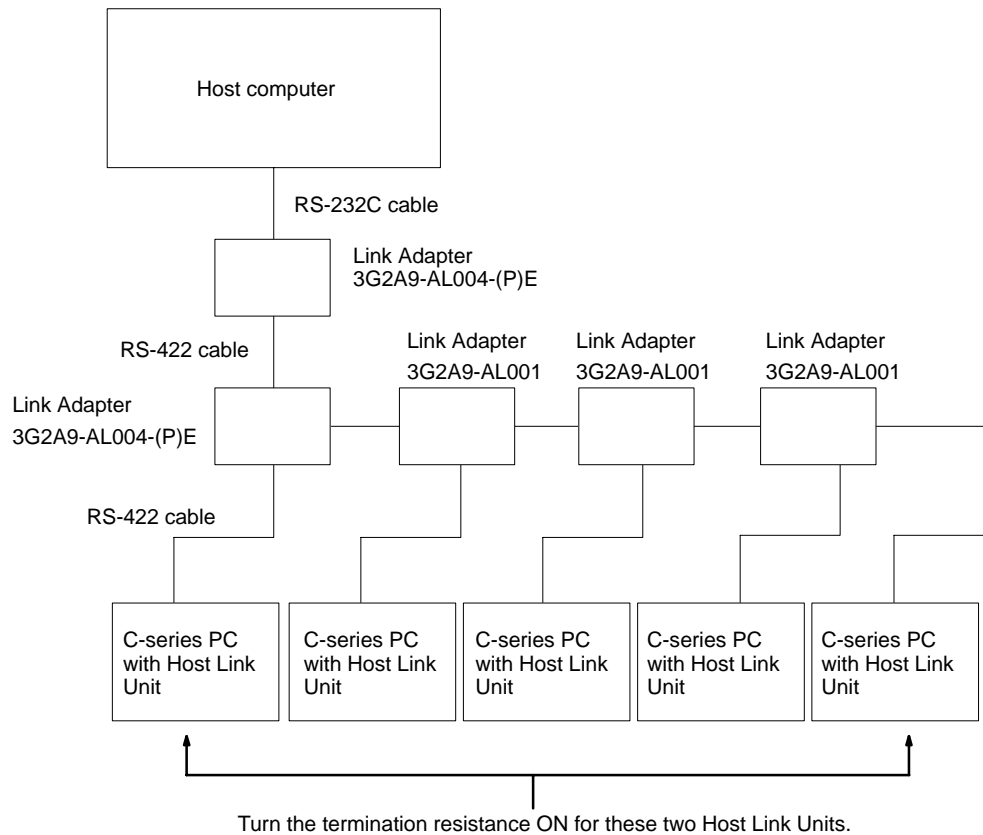 Host computer
RS-232C cable
Link Adapter
3G2A9-AL004-(P)E
RS-422 cable
Link Adapter
3G2A9-AL001
Link Adapter
3G2A9-AL001
Link Adapter
3G2A9-AL001
Link Adapter
3G2A9-AL004-(P)E
RS-422 cable
C-series PC
with Host Link
Unit
C-series PC
with Host Link
Unit
C-series PC
with Host Link
Unit
C-series PC
with Host Link
Unit
C-series PC
with Host Link
Unit
Turn the termination resistance ON for these two Host Link Units.